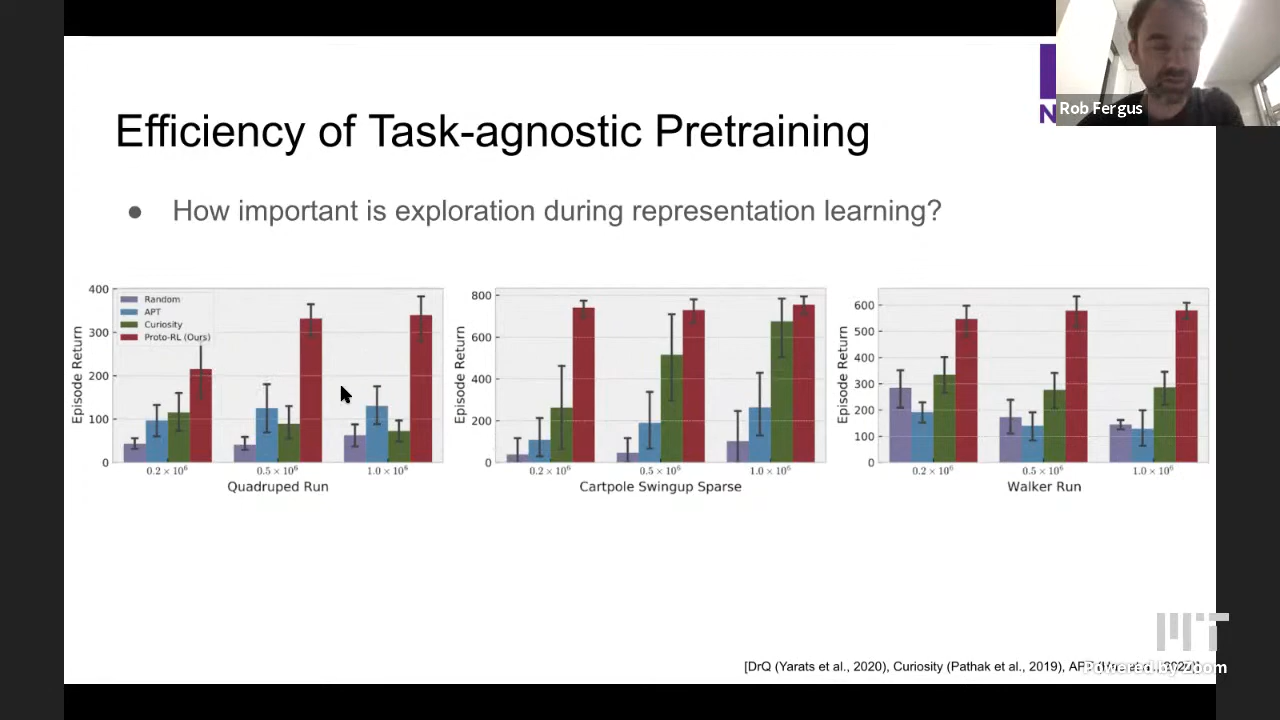 Rob Fergus
N
Efficiency of Task-agnostic Pretraining
● How important is exploration during representation learning?
400
300
200
100
0
Episode Return
Random
APT
Curiosity
Proto-RL (Ours)
0.2 × 10⁶ 0.5 × 10⁶ 1.0 × 10⁶
Quadruped Run
800
600
400
200
0
Episode Return
0.2 × 10⁶ 0.5 × 10⁶ 1.0 × 10⁶
Cartpole Swingup Sparse
600
500
400
300
200
100
0
Episode Return
0.2 × 10⁶ 0.5 × 10⁶ 1.0 × 10⁶
Walker Run
MIT
[DrQ (Yarats et al., 2020), Curiosity (Pathak et al., 2019),
Powered by Zoom